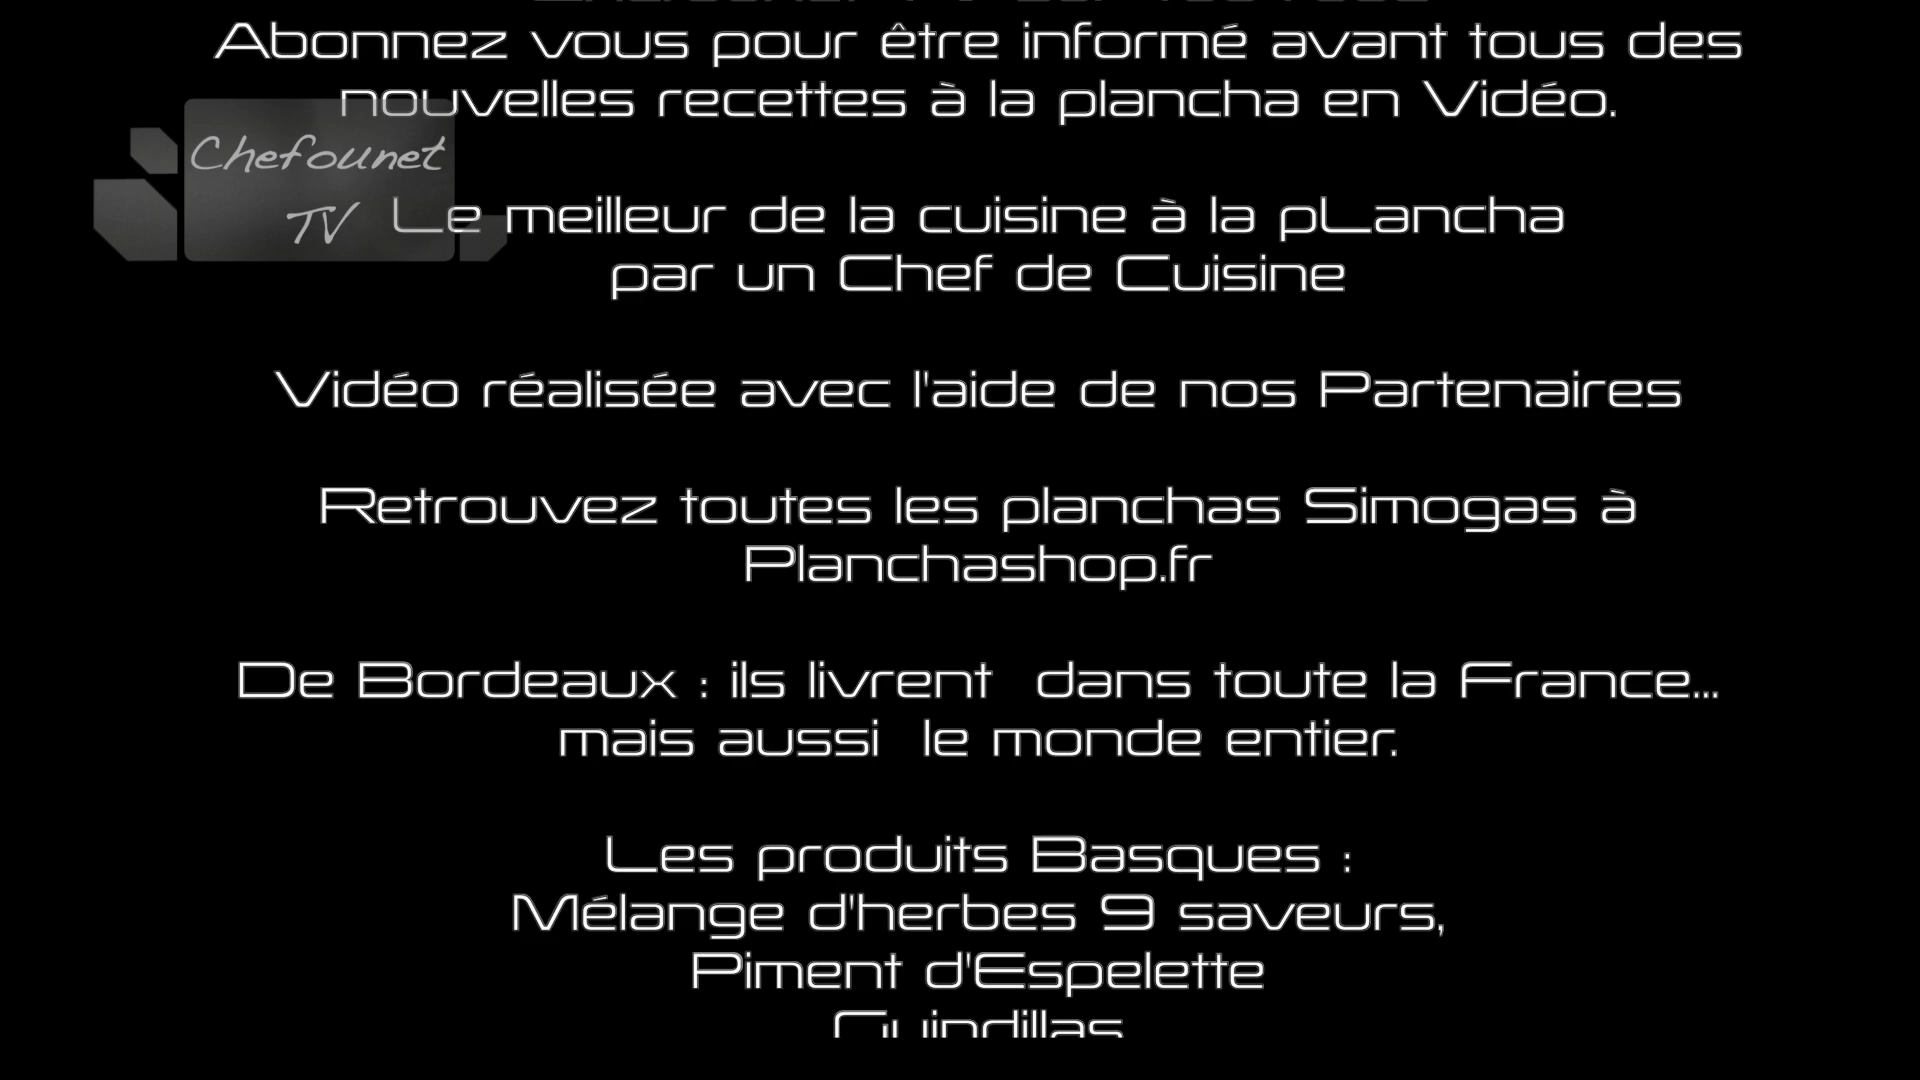 Abonnez vous pour être informé avant tous des
nouvelles recettes à la plancha en Vidéo.
Chefounet
TV
Le meilleur de la cuisine à la pLancha
par un Chef de Cuisine
Vidéo réalisée avec l'aide de nos Partenaires
Retrouvez toutes les planchas Simogas à
Planchashop.fr
De Bordeaux : ils livrent  dans toute la France...
mais aussi  le monde entier.
Les produits Basques :
Mélange d'herbes 9 saveurs,
Piment d'Espelette
Guindillas